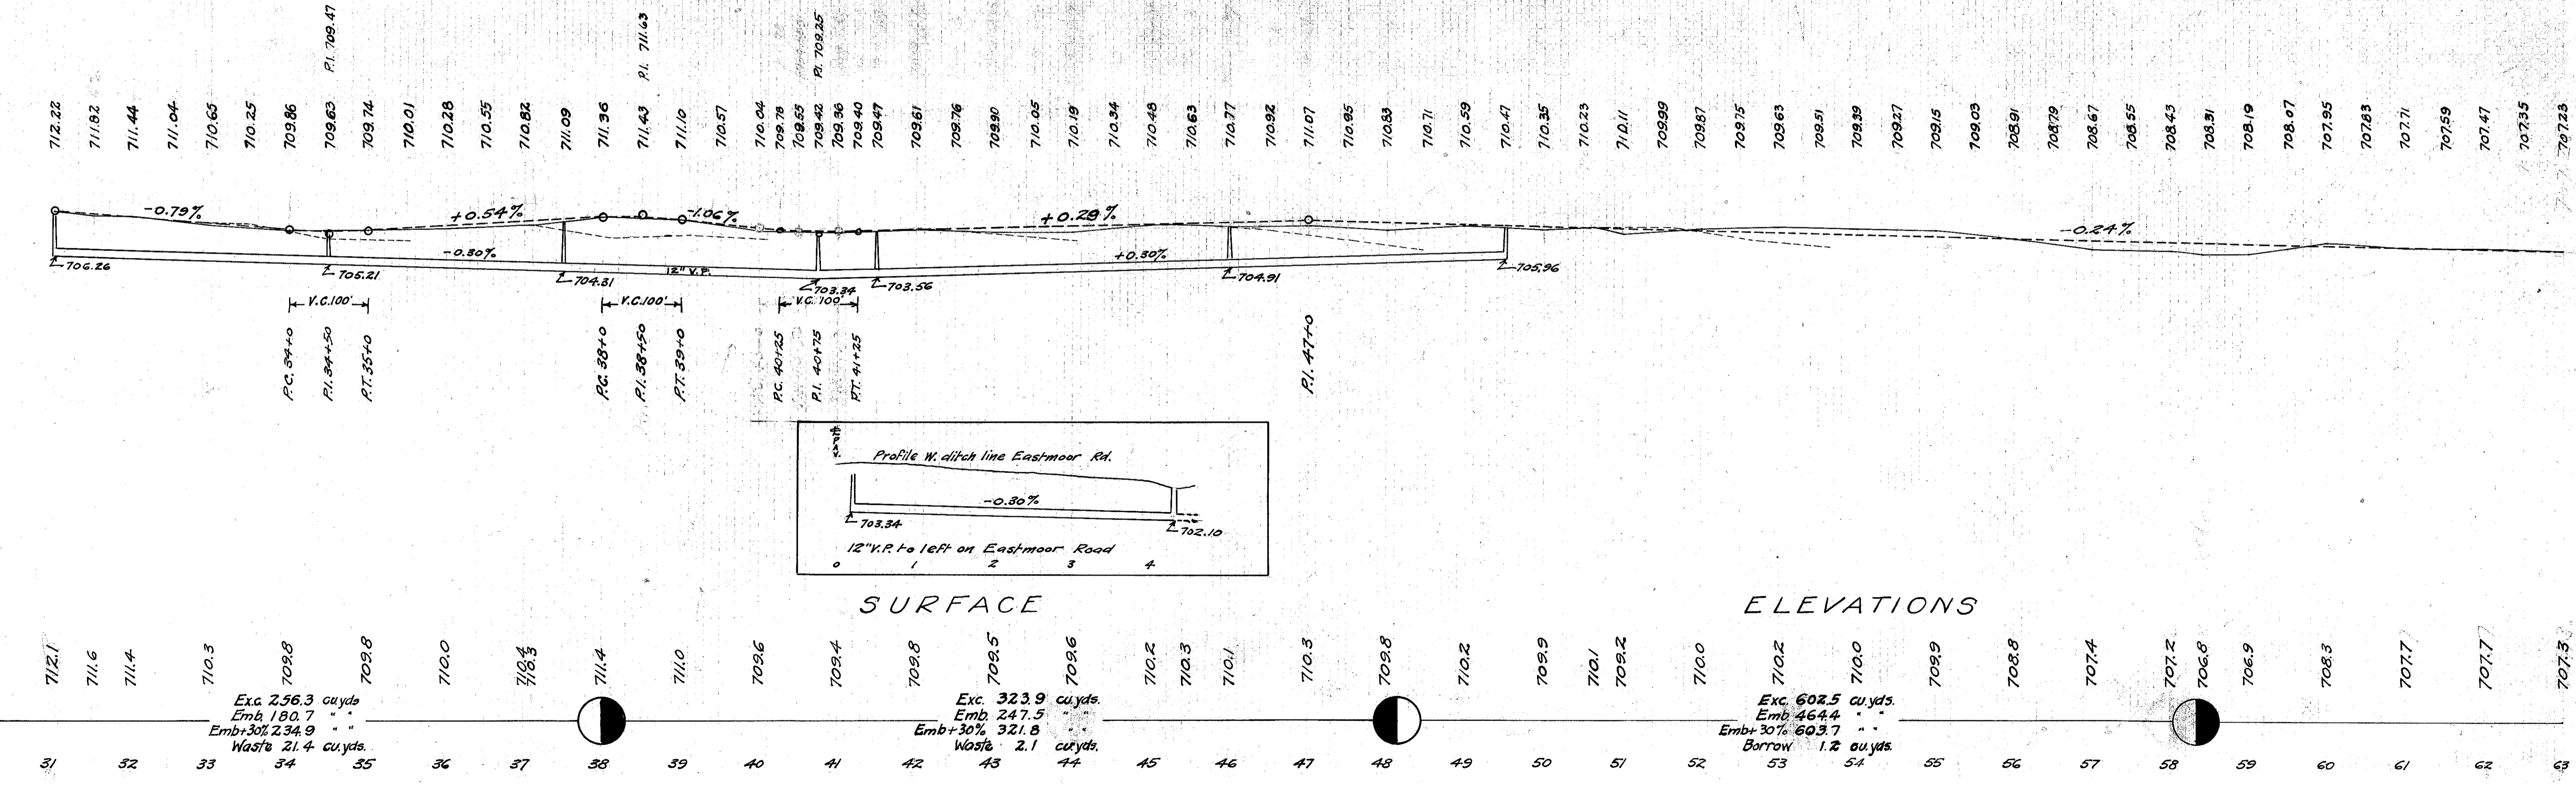 P.I. 709.47
P.I. 711.63
P.I. 709.25
712.22 711.82 711.44 711.04 710.65 710.25 709.86 709.63 709.74 710.01 710.28 710.55 710.82 711.09 711.36 711.43 711.10 710.57 710.04 709.78 709.55 709.42 709.36 709.40 709.47 709.61 709.76 709.90 710.05 710.19 710.34 710.48 710.63 710.77 710.92 711.07 710.95 710.83 710.71 710.59 710.47 710.35 710.23 710.11 709.99 709.87 709.75 709.63 709.51 709.39 709.27 709.15 709.03 708.91 708.79 708.67 708.55 708.43 708.31 708.19 708.07 707.95 707.83 707.71 707.59 707.47 707.35 707.23
-0.79% +0.54% -1.06% +0.29% -0.24%
-0.30% 12" V.P. +0.30%
706.26 705.21 704.31 703.34 703.56 704.91 705.96
V.C. 100' V.C. 100' V.C. 100'
P.C. 34+0 P.I. 34+50 P.T. 35+0 P.C. 38+0 P.I. 38+50 P.T. 39+0 P.C. 40+25 P.I. 40+75 P.T. 41+25 P.I. 47+0
Profile W. ditch line Eastmoor Rd.
-0.30%
703.34 702.10
12" V.P. to left on Eastmoor Road
0 1 2 3 4
SURFACE ELEVATIONS
712.1 711.6 711.4 710.3 709.8 709.8 710.0 710.4 710.3 711.4 711.0 709.6 709.4 709.8 709.5 709.6 710.2 710.3 710.1 710.3 709.8 710.2 709.9 710.1 709.2 710.0 710.2 710.0 709.9 708.8 707.4 707.2 706.8 706.9 708.3 707.7 707.7 707.3
Exc. 256.3 cu.yds
Emb. 180.7 " "
Emb+30% 234.9 " "
Waste 21.4 cu.yds.
Exc. 323.9 cu.yds.
Emb. 247.5 " "
Emb+30% 321.8 " "
Waste 2.1 cu.yds.
Exc. 602.5 cu.yds.
Emb 464.4 " "
Emb+30% 603.7 " "
Borrow 1.2 cu.yds.
31 32 33 34 35 36 37 38 39 40 41 42 43 44 45 46 47 48 49 50 51 52 53 54 55 56 57 58 59 60 61 62 63